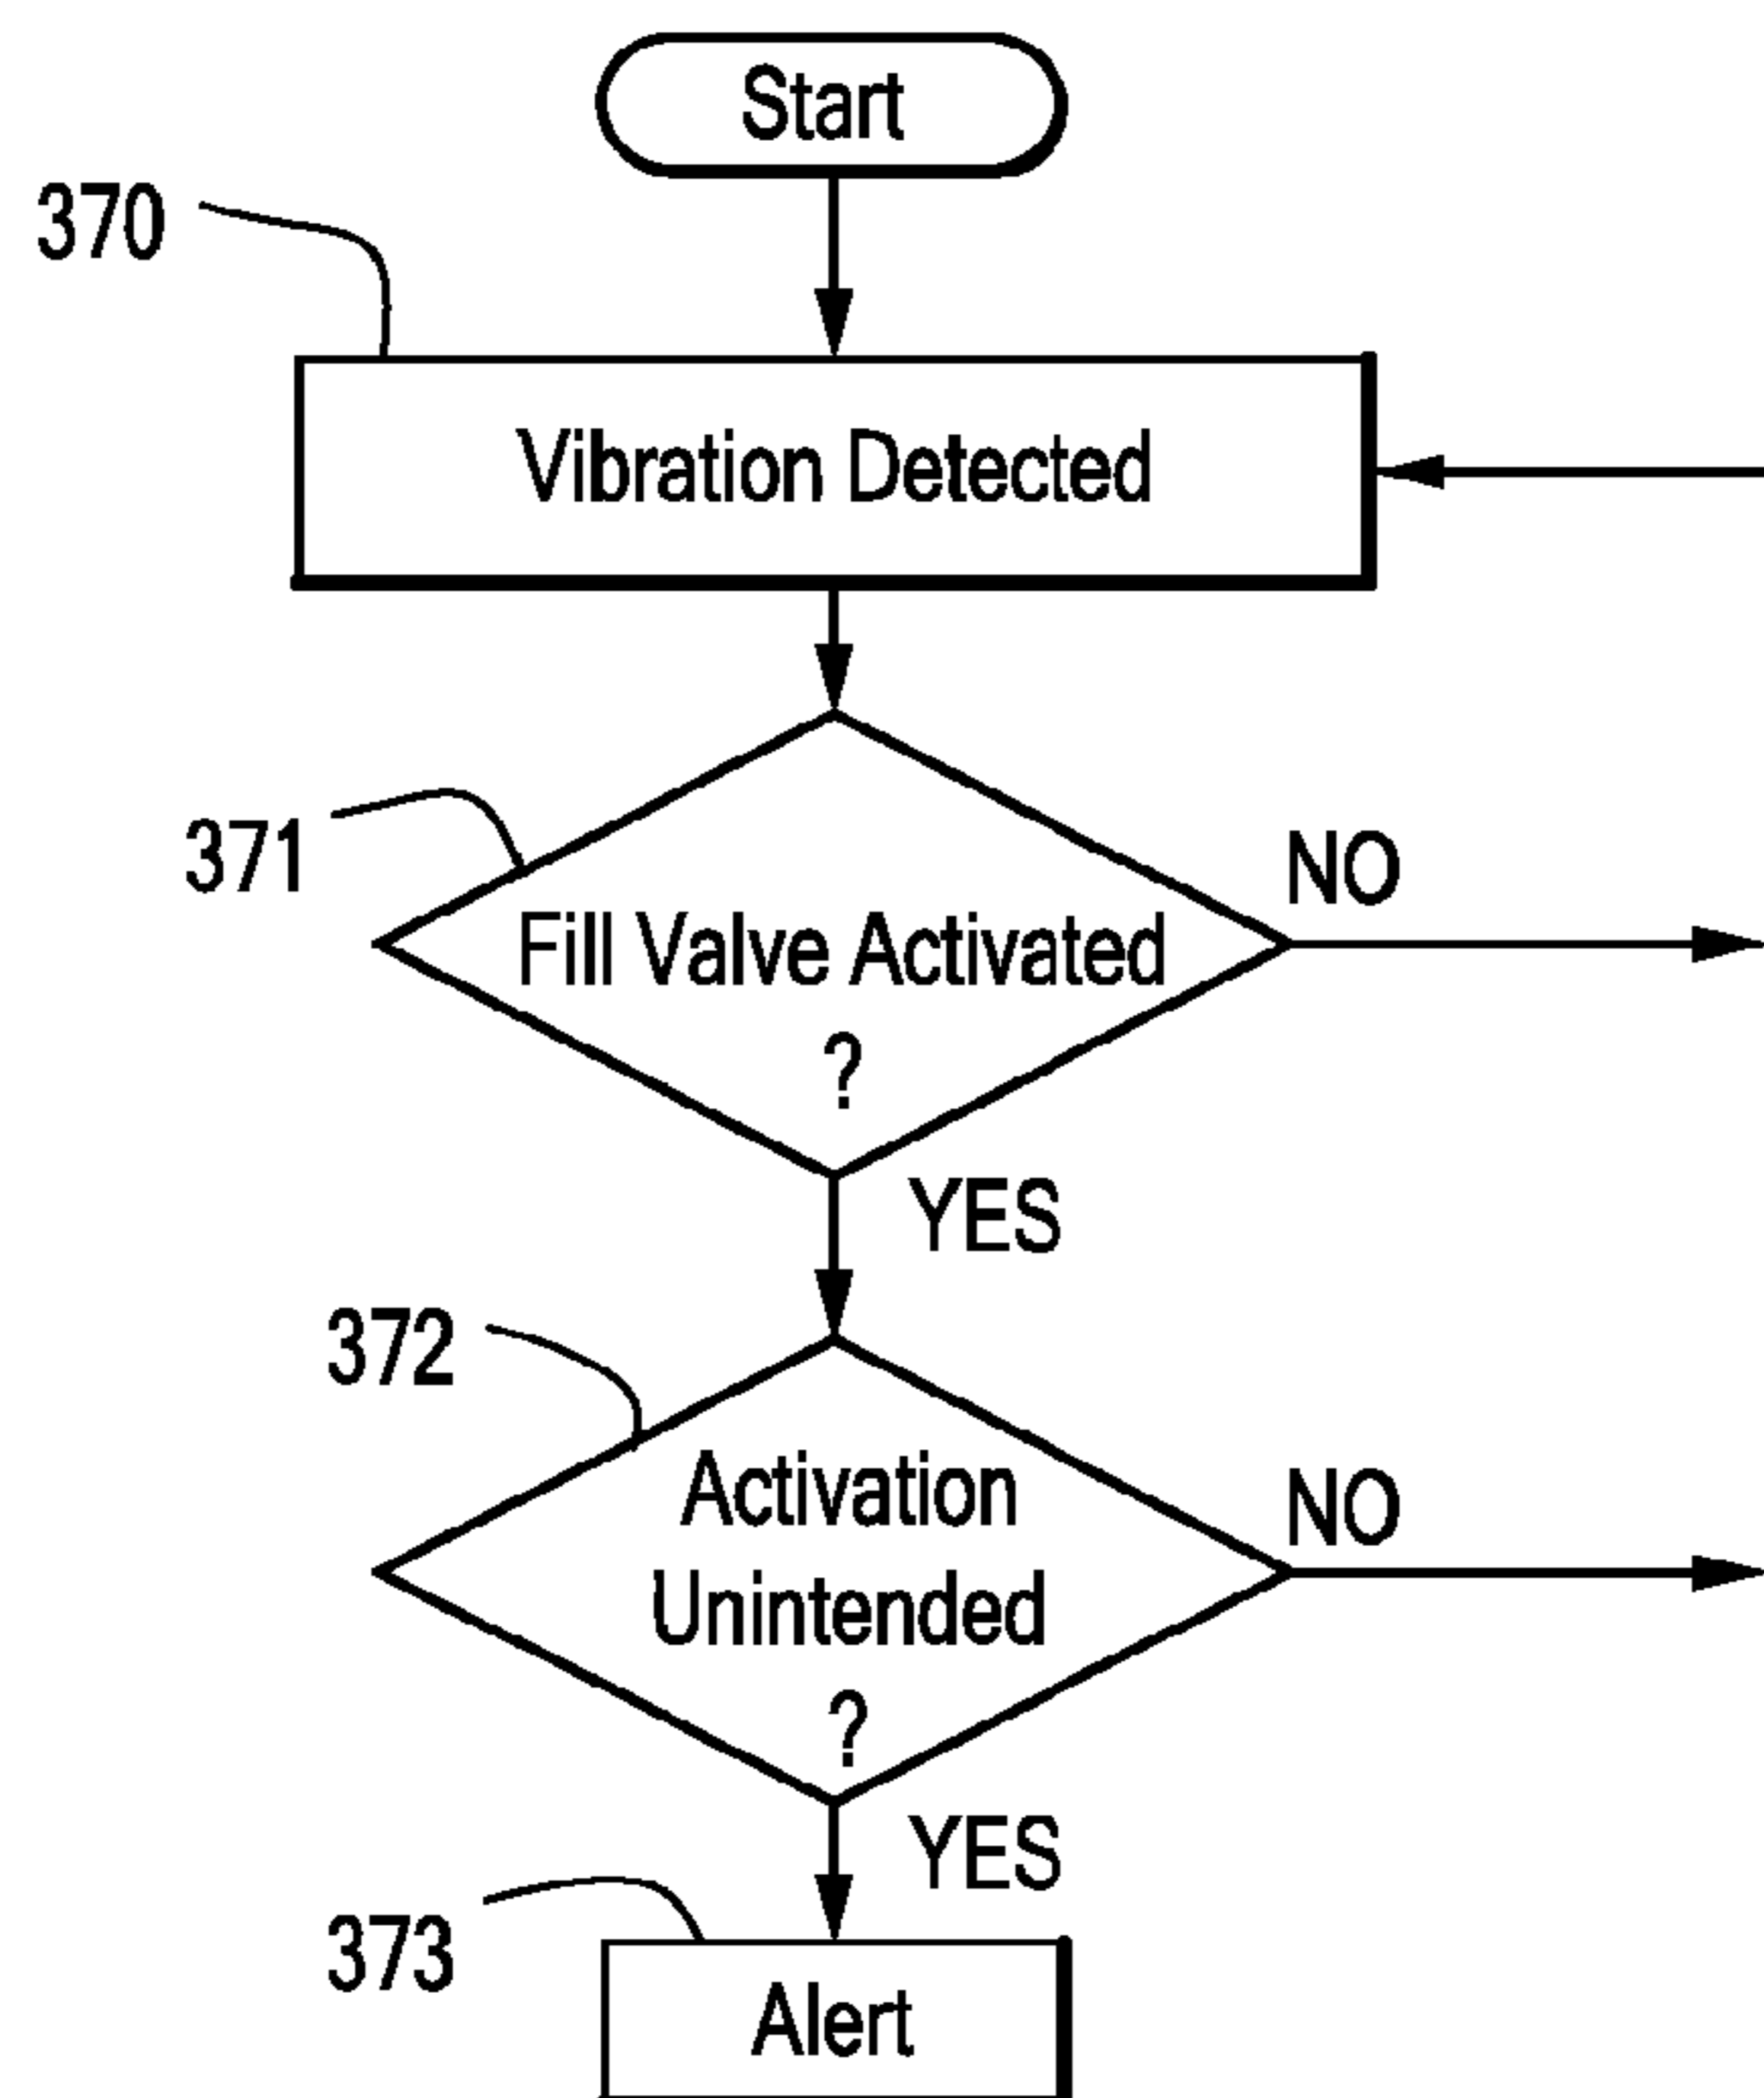 Start
370
Vibration Detected
371
NO
Fill Valve Activated
?
YES
372
Activation
NO
Unintended
?
YES
373
Alert